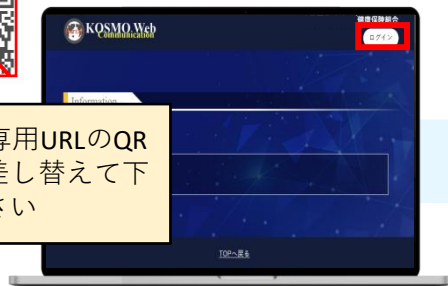 KOSMO Web
Communication
健康保険組合
ログイン
Information
専用URLのQR
差し替えて下
さい
TOPへ戻る